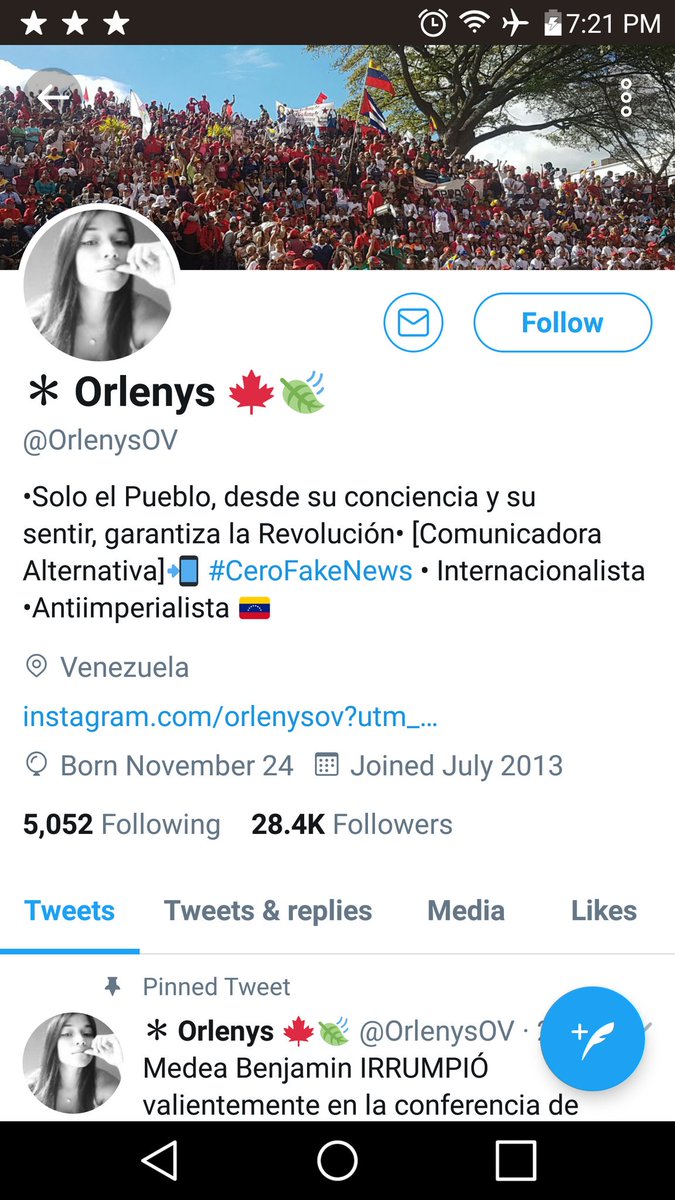 7:21 PM
Follow
* Orlenys 🍁🍃
@OrlenysOV
•Solo el Pueblo, desde su conciencia y su
sentir, garantiza la Revolución• [Comunicadora
Alternativa]📲 #CeroFakeNews • Internacionalista
•Antiimperialista 🇻🇪
Venezuela
instagram.com/orlenysov?utm_…
Born November 24 Joined July 2013
5,052 Following 28.4K Followers
Tweets Tweets & replies Media Likes
Pinned Tweet
* Orlenys 🍁🍃 @OrlenysOV ·
Medea Benjamin IRRUMPIÓ
valientemente en la conferencia de